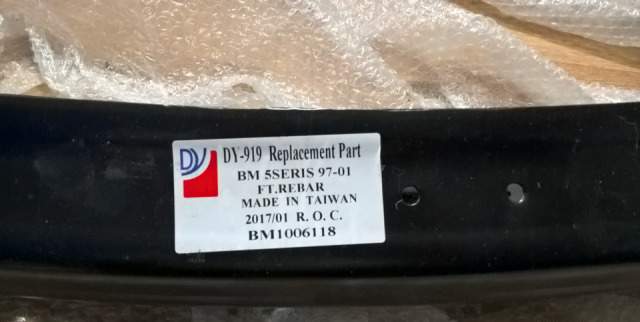 DY DY-919 Replacement Part
BM 5SERIS 97-01
FT.REBAR
MADE IN TAIWAN
2017/01 R. O. C.
BM1006118